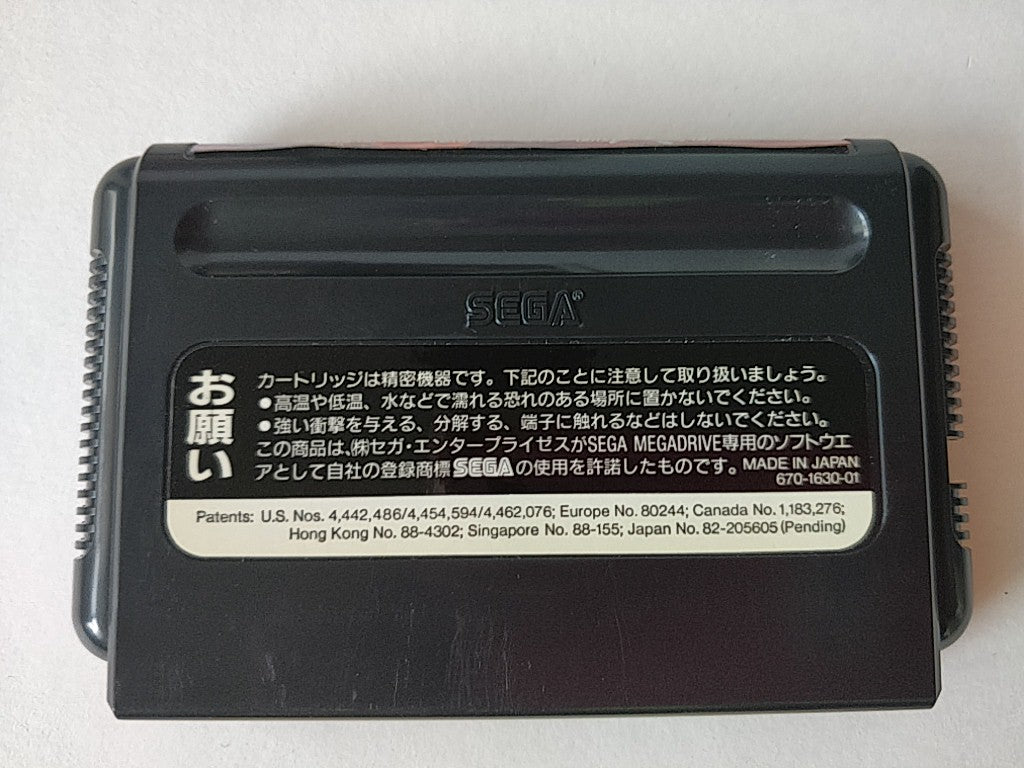 SEGA®
お願い
カートリッジは精密機器です。下記のことに注意して取り扱いましょう。
●高温や低温、水などで濡れる恐れのある場所に置かないでください。
●強い衝撃を与える、分解する、端子に触れるなどはしないでください。
この商品は、㈱セガ・エンタープライゼスがSEGA MEGADRIVE専用のソフトウエ
アとして自社の登録商標SEGAの使用を許諾したものです。MADE IN JAPAN
670-1630-01
Patents: U.S. Nos. 4,442,486/4,454,594/4,462,076; Europe No. 80244; Canada No. 1,183,276;
Hong Kong No. 88-4302; Singapore No. 88-155; Japan No. 82-205605 (Pending)